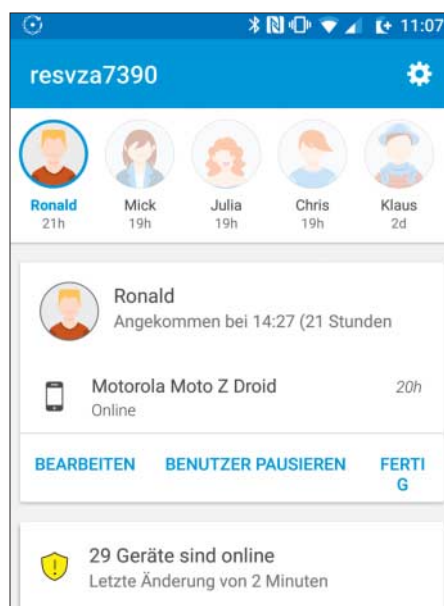 11:07
resvza7390
Ronald Mick Julia Chris Klaus
21h 19h 19h 19h 2d
Ronald
Angekommen bei 14:27 (21 Stunden
Motorola Moto Z Droid 20h
Online
BEARBEITEN BENUTZER PAUSIEREN FERTI
G
29 Geräte sind online
Letzte Änderung von 2 Minuten